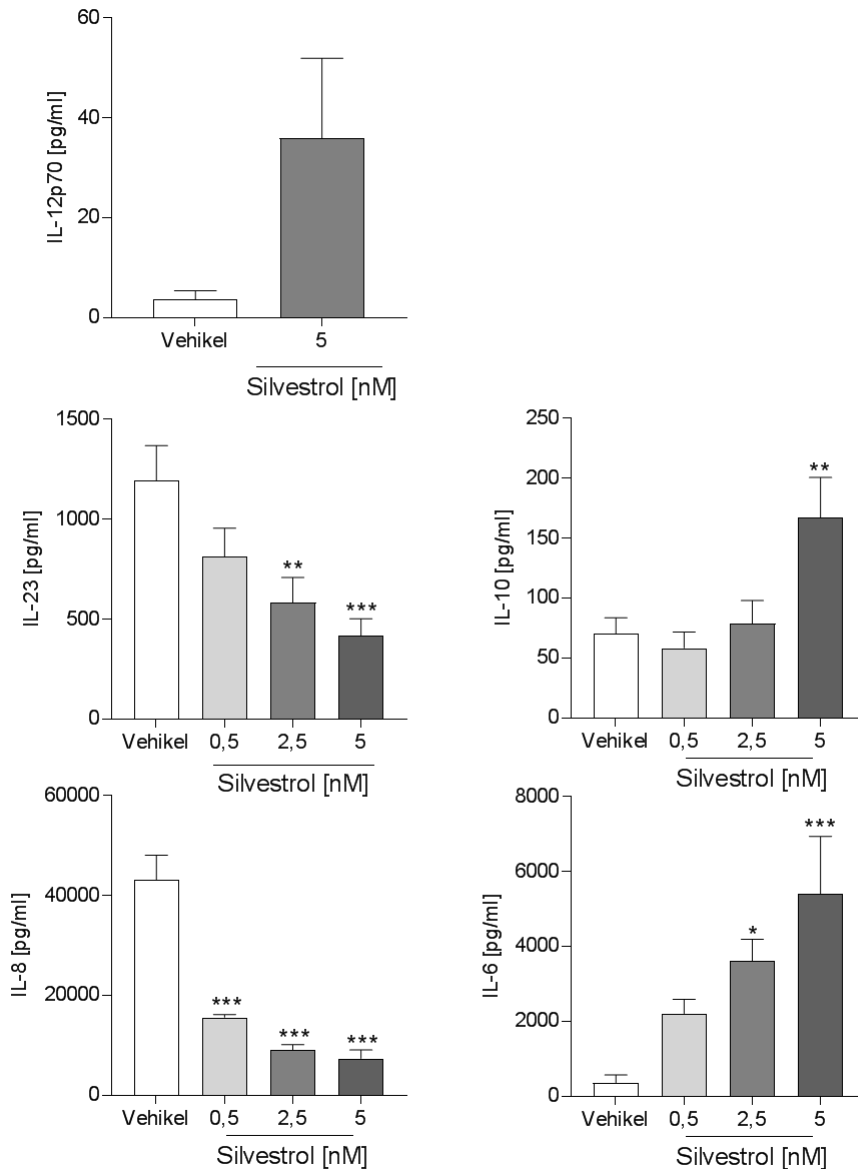 IL-12p70 [pg/ml]
60
40
20
0
Vehikel 5
Silvestrol [nM]
IL-23 [pg/ml]
1500
1000
500
0
**
***
Vehikel 0,5 2,5 5
Silvestrol [nM]
IL-10 [pg/ml]
250
200
150
100
50
0
**
Vehikel 0,5 2,5 5
Silvestrol [nM]
IL-8 [pg/ml]
60000
40000
20000
0
***
***
***
Vehikel 0,5 2,5 5
Silvestrol [nM]
IL-6 [pg/ml]
8000
6000
4000
2000
0
*
***
Vehikel 0,5 2,5 5
Silvestrol [nM]